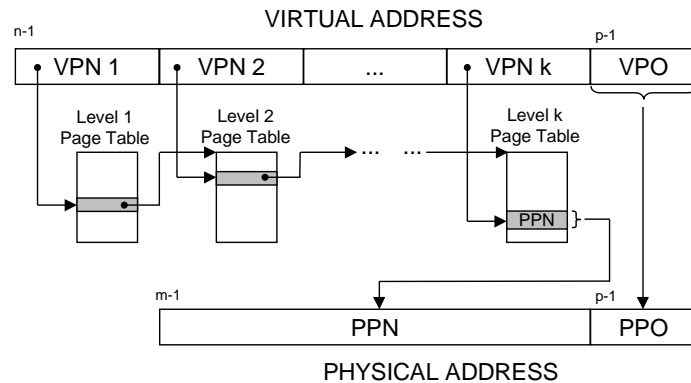 VIRTUAL ADDRESS
n-1 p-1
VPN 1 VPN 2 ... VPN k VPO
Level 1
Page Table
Level 2
Page Table
Level k
Page Table
... ...
PPN
m-1 p-1
PPN PPO
PHYSICAL ADDRESS